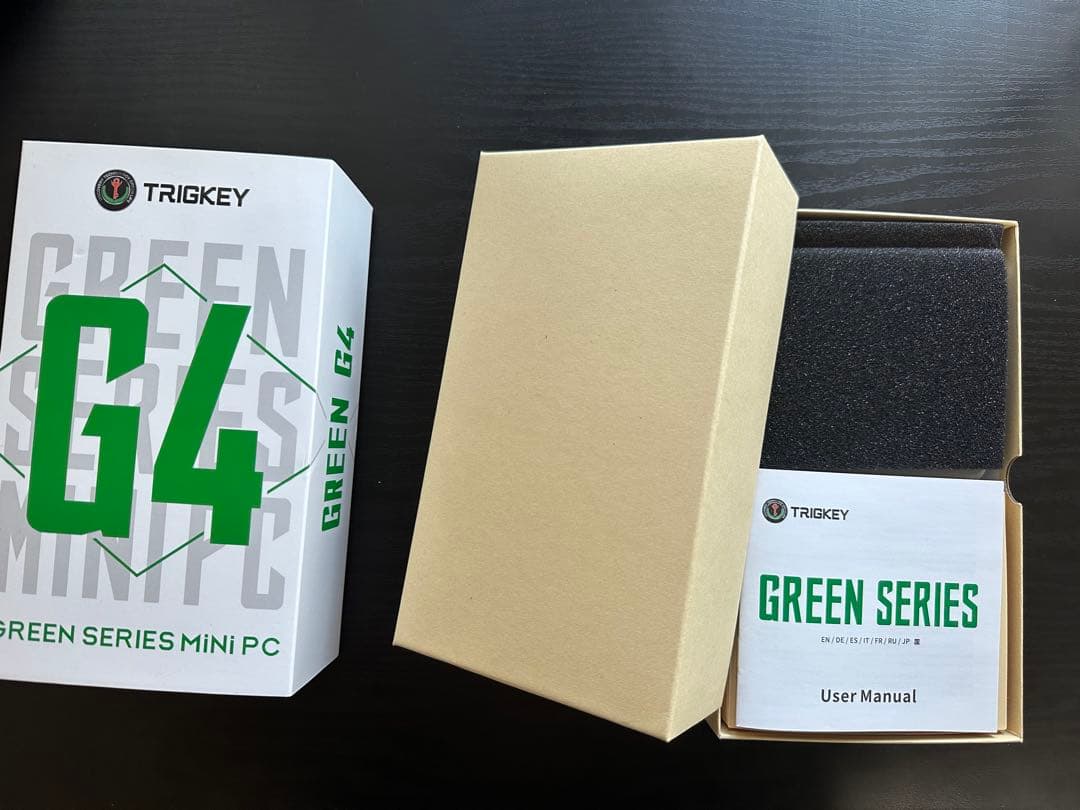 TRIGKEY
GREEN
SERIES
MINI PC
G4
GREEN SERIES MiNi PC
GREEN G4
TRIGKEY
GREEN SERIES
EN / DE / ES / IT / FR / RU / JP
User Manual